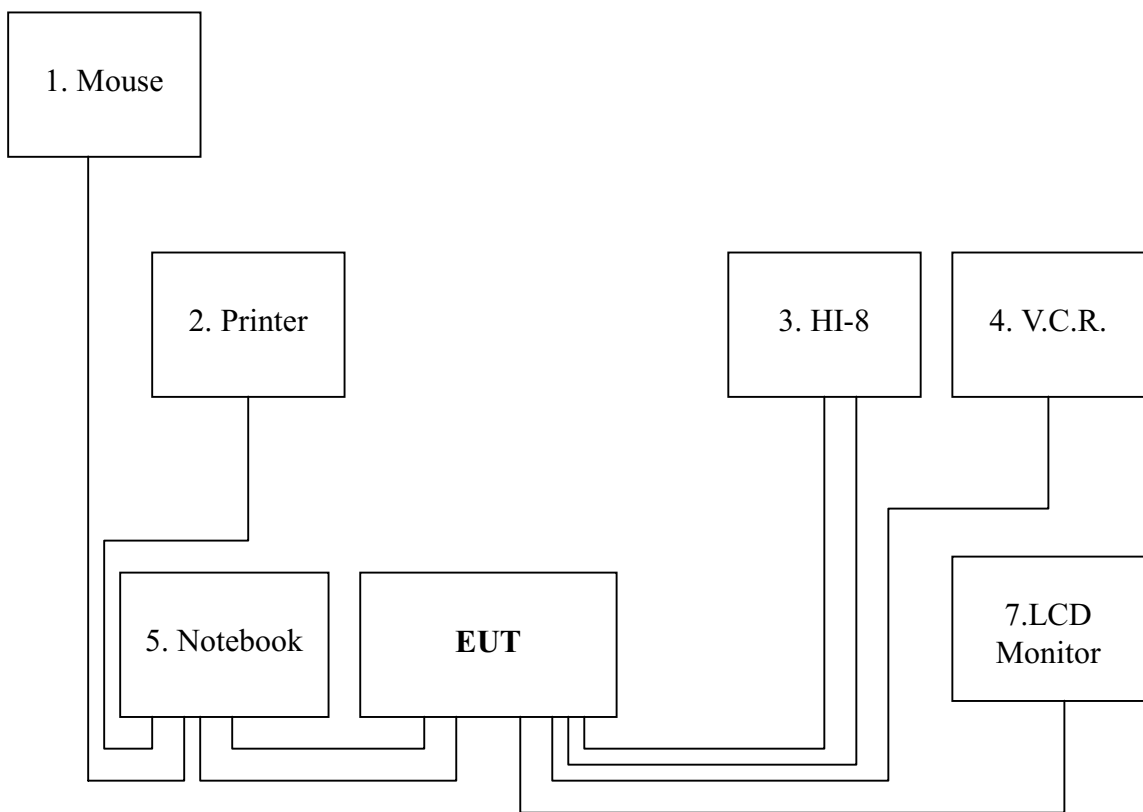 1. Mouse
2. Printer
3. HI-8
4. V.C.R.
5. Notebook
EUT
7.LCD
Monitor